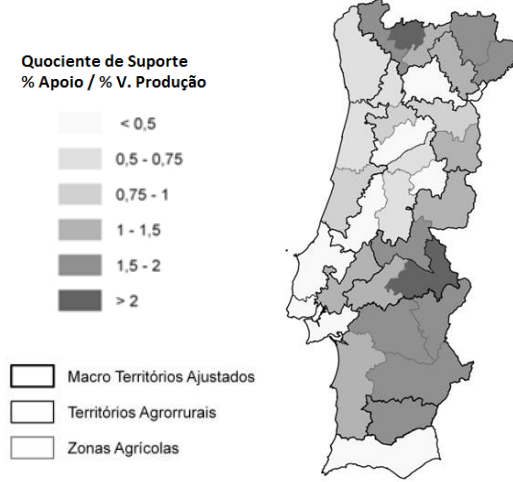 Quociente de Suporte
% Apoio / % V. Produção
< 0,5
0,5 - 0,75
0,75 - 1
1 - 1,5
1,5 - 2
> 2
Macro Territórios Ajustados
Territórios Agrorrurais
Zonas Agrícolas